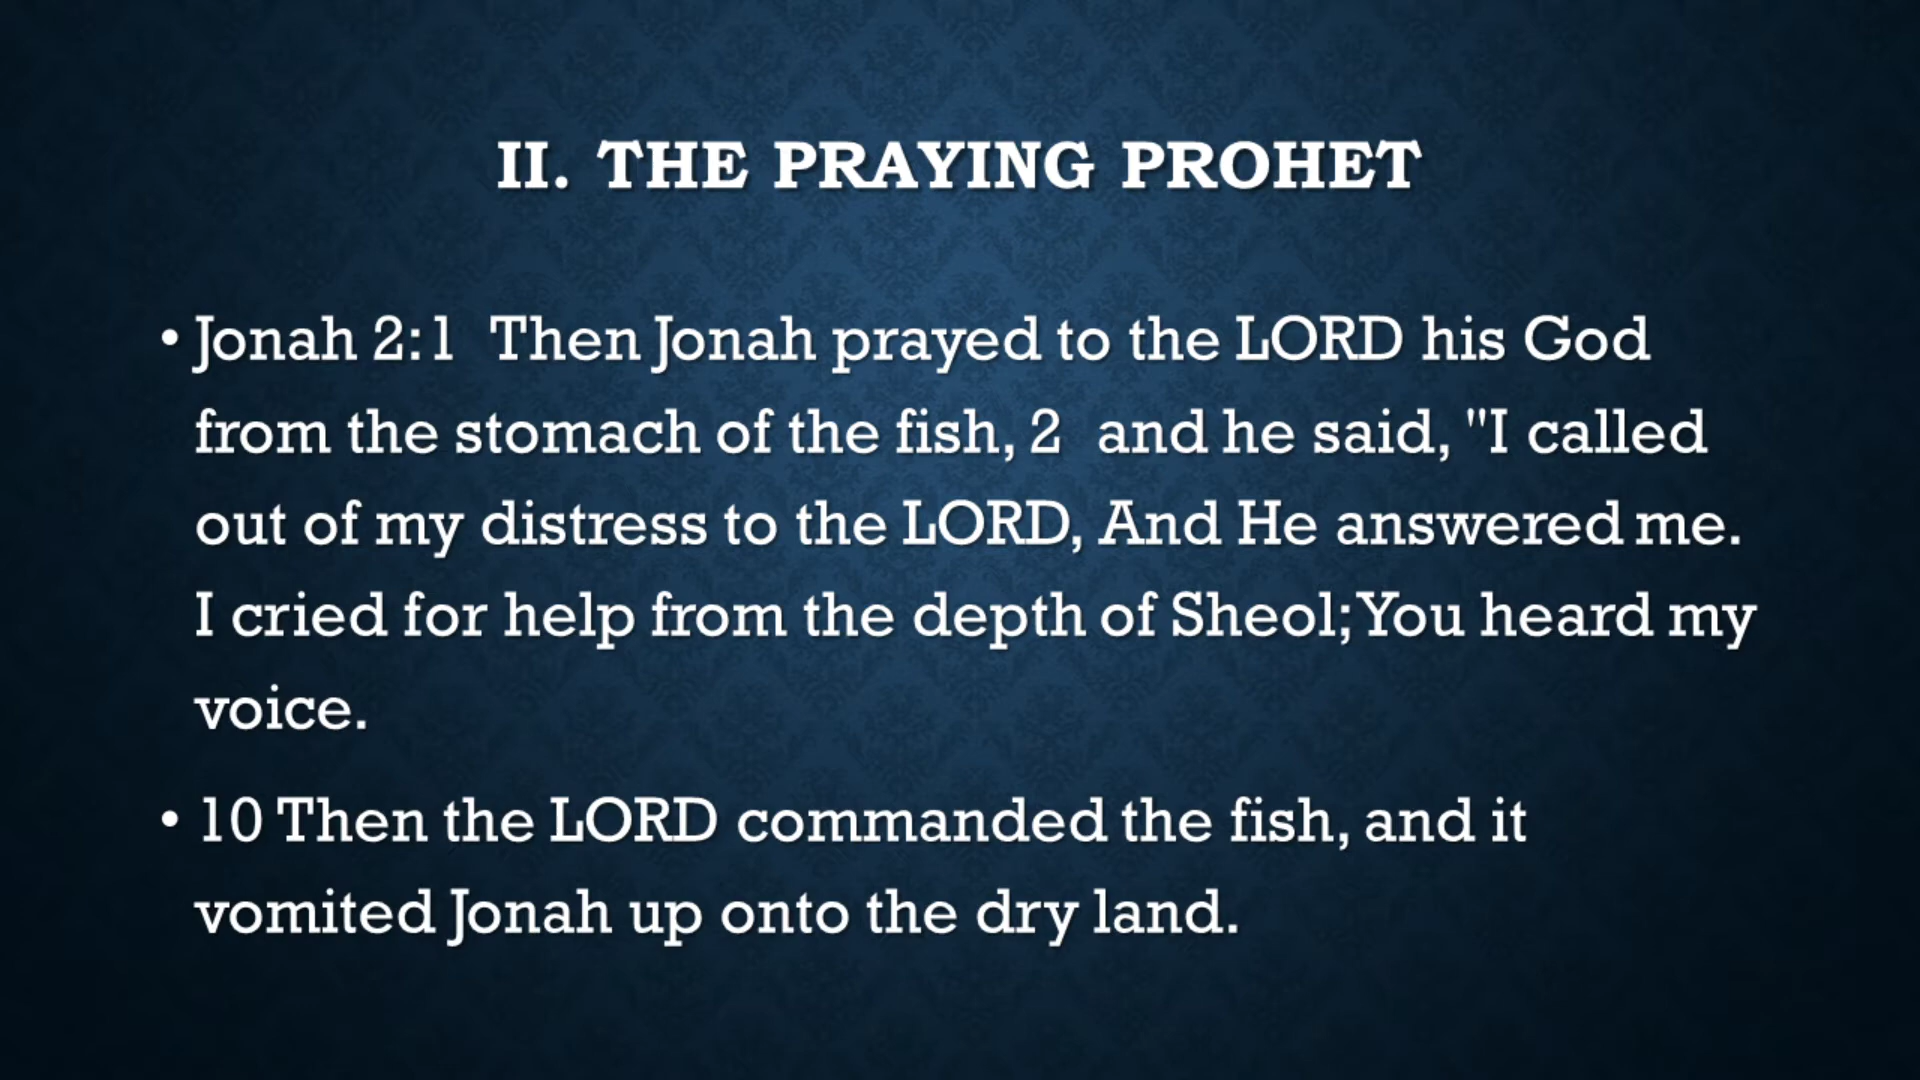 II. THE PRAYING PROHET
• Jonah 2:1  Then Jonah prayed to the LORD his God
from the stomach of the fish, 2  and he said, "I called
out of my distress to the LORD, And He answered me.
I cried for help from the depth of Sheol; You heard my
voice.
• 10 Then the LORD commanded the fish, and it
vomited Jonah up onto the dry land.